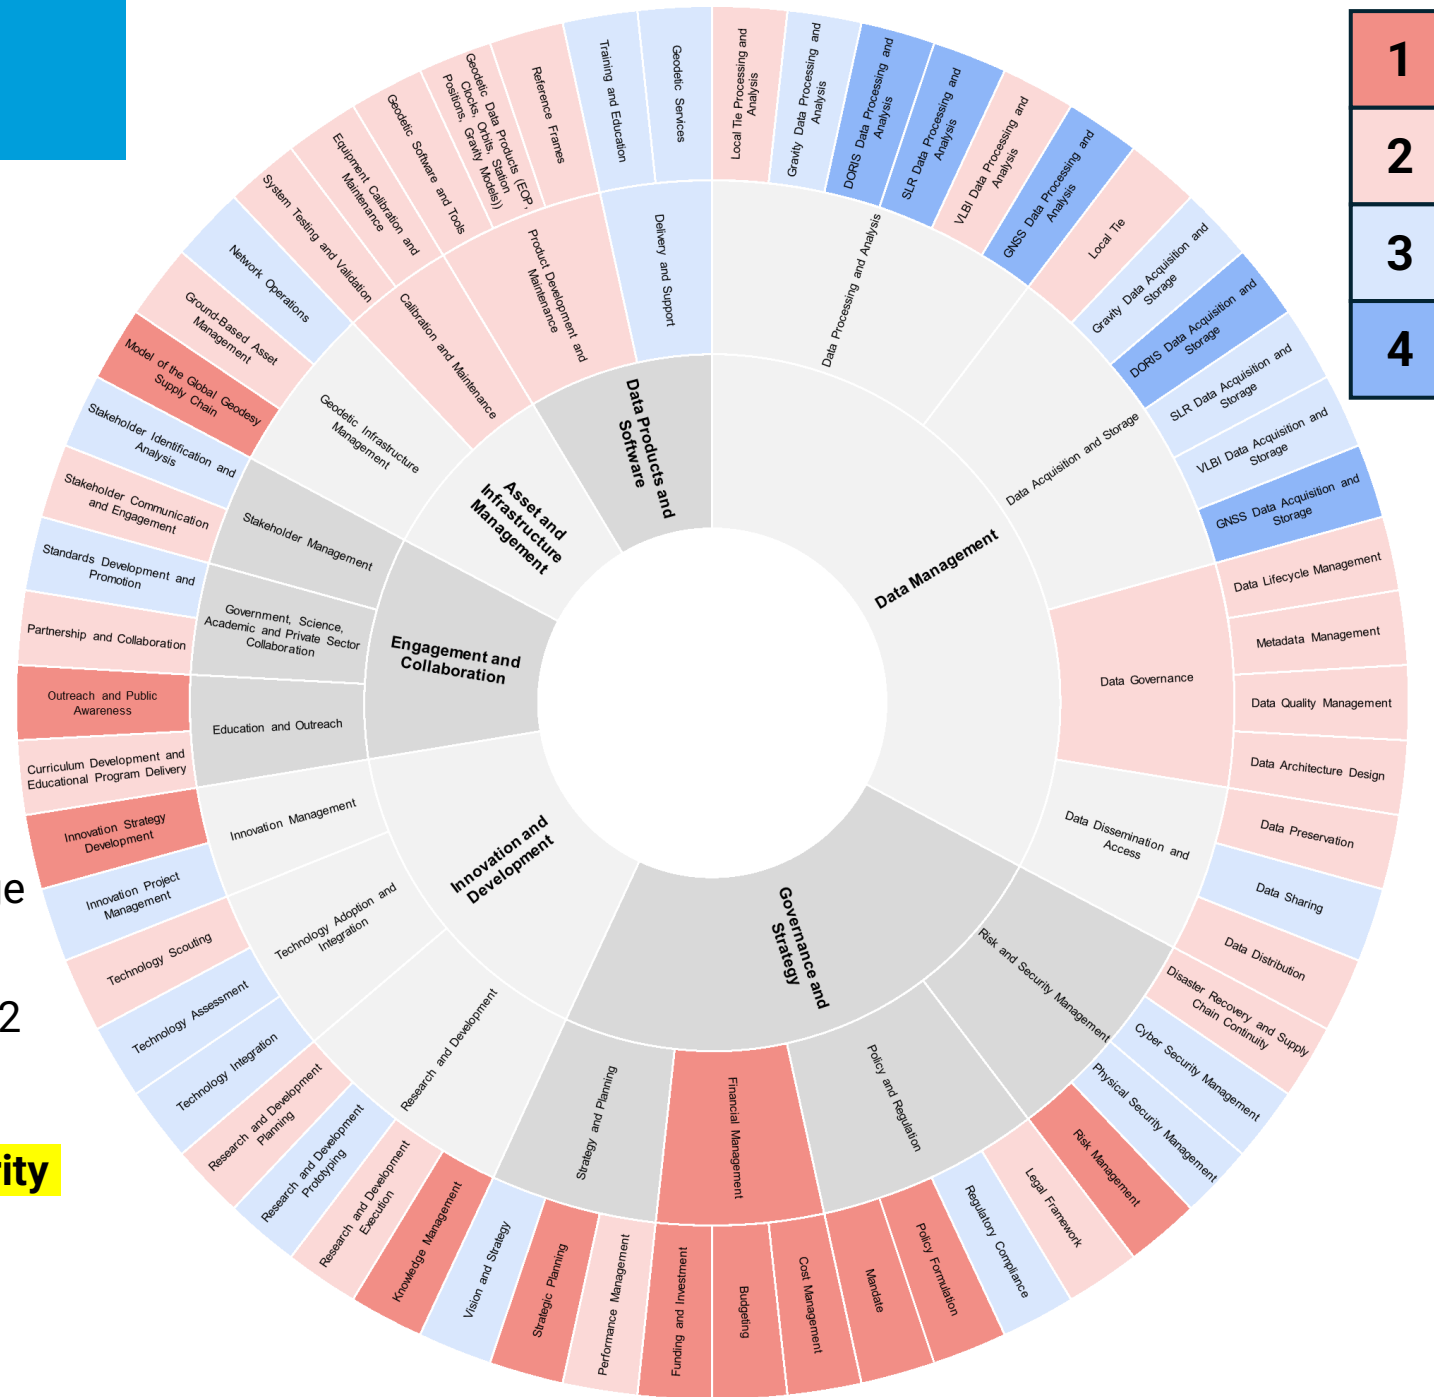 1
2
3
4
Local Tie Processing and
Analysis
Gravity Data Processing and
Analysis
DORIS Data Processing and
Analysis
SLR Data Processing and
Analysis
VLBI Data Processing and
Analysis
GNSS Data Processing and
Analysis
Local Tie
Gravity Data Acquisition and
Storage
DORIS Data Acquisition and
Storage
SLR Data Acquisition and
Storage
VLBI Data Acquisition and
Storage
GNSS Data Acquisition and
Storage
Data Lifecycle Management
Metadata Management
Data Quality Management
Data Architecture Design
Data Preservation
Data Sharing
Data Distribution
Disaster Recovery and Supply
Chain Continuity
Cyber Security Management
Physical Security Management
Risk Management
Legal Framework
Regulatory Compliance
Policy Formulation
Mandate
Cost Management
Budgeting
Funding and Investment
Performance Management
Strategic Planning
Vision and Strategy
Knowledge Management
Research and Development
Execution
Research and Development
Prototyping
Research and Development
Planning
Technology Integration
Technology Assessment
Technology Scouting
Innovation Project
Management
Innovation Strategy
Development
Curriculum Development and
Educational Program Delivery
Outreach and Public
Awareness
Partnership and Collaboration
Standards Development and
Promotion
Stakeholder Communication
and Engagement
Stakeholder Identification and
Analysis
Model of the Global Geodesy
Supply Chain
Ground-Based Asset
Management
Network Operations
System Testing and Validation
Equipment Calibration and
Maintenance
Geodetic Software and Tools
Geodetic Data Products (EOP,
Clocks, Orbits, Station
Positions, Gravity Models))
Reference Frames
Training and Education
Geodetic Services
Data Processing and Analysis
Data Acquisition and Storage
Data Governance
Data Dissemination and
Access
Risk and Security Management
Policy and Regulation
Financial Management
Strategy and Planning
Research and Development
Technology Adoption and
Integration
Innovation Management
Education and Outreach
Government, Science,
Academic and Private Sector
Collaboration
Stakeholder Management
Geodetic Infrastructure
Management
Calibration and Maintenance
Product Development and
Maintenance
Delivery and Support
Data Management
Governance and
Strategy
Innovation and
Development
Engagement and
Collaboration
Asset and
Infrastructure
Management
Data Products and
Software
2